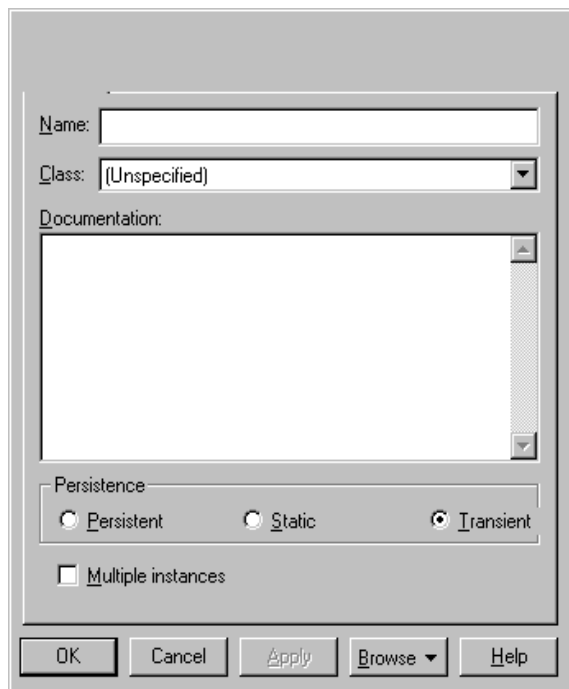 Name:
Class: (Unspecified)
Documentation:
Persistence
Persistent Static Transient
Multiple instances
OK Cancel Apply Browse Help